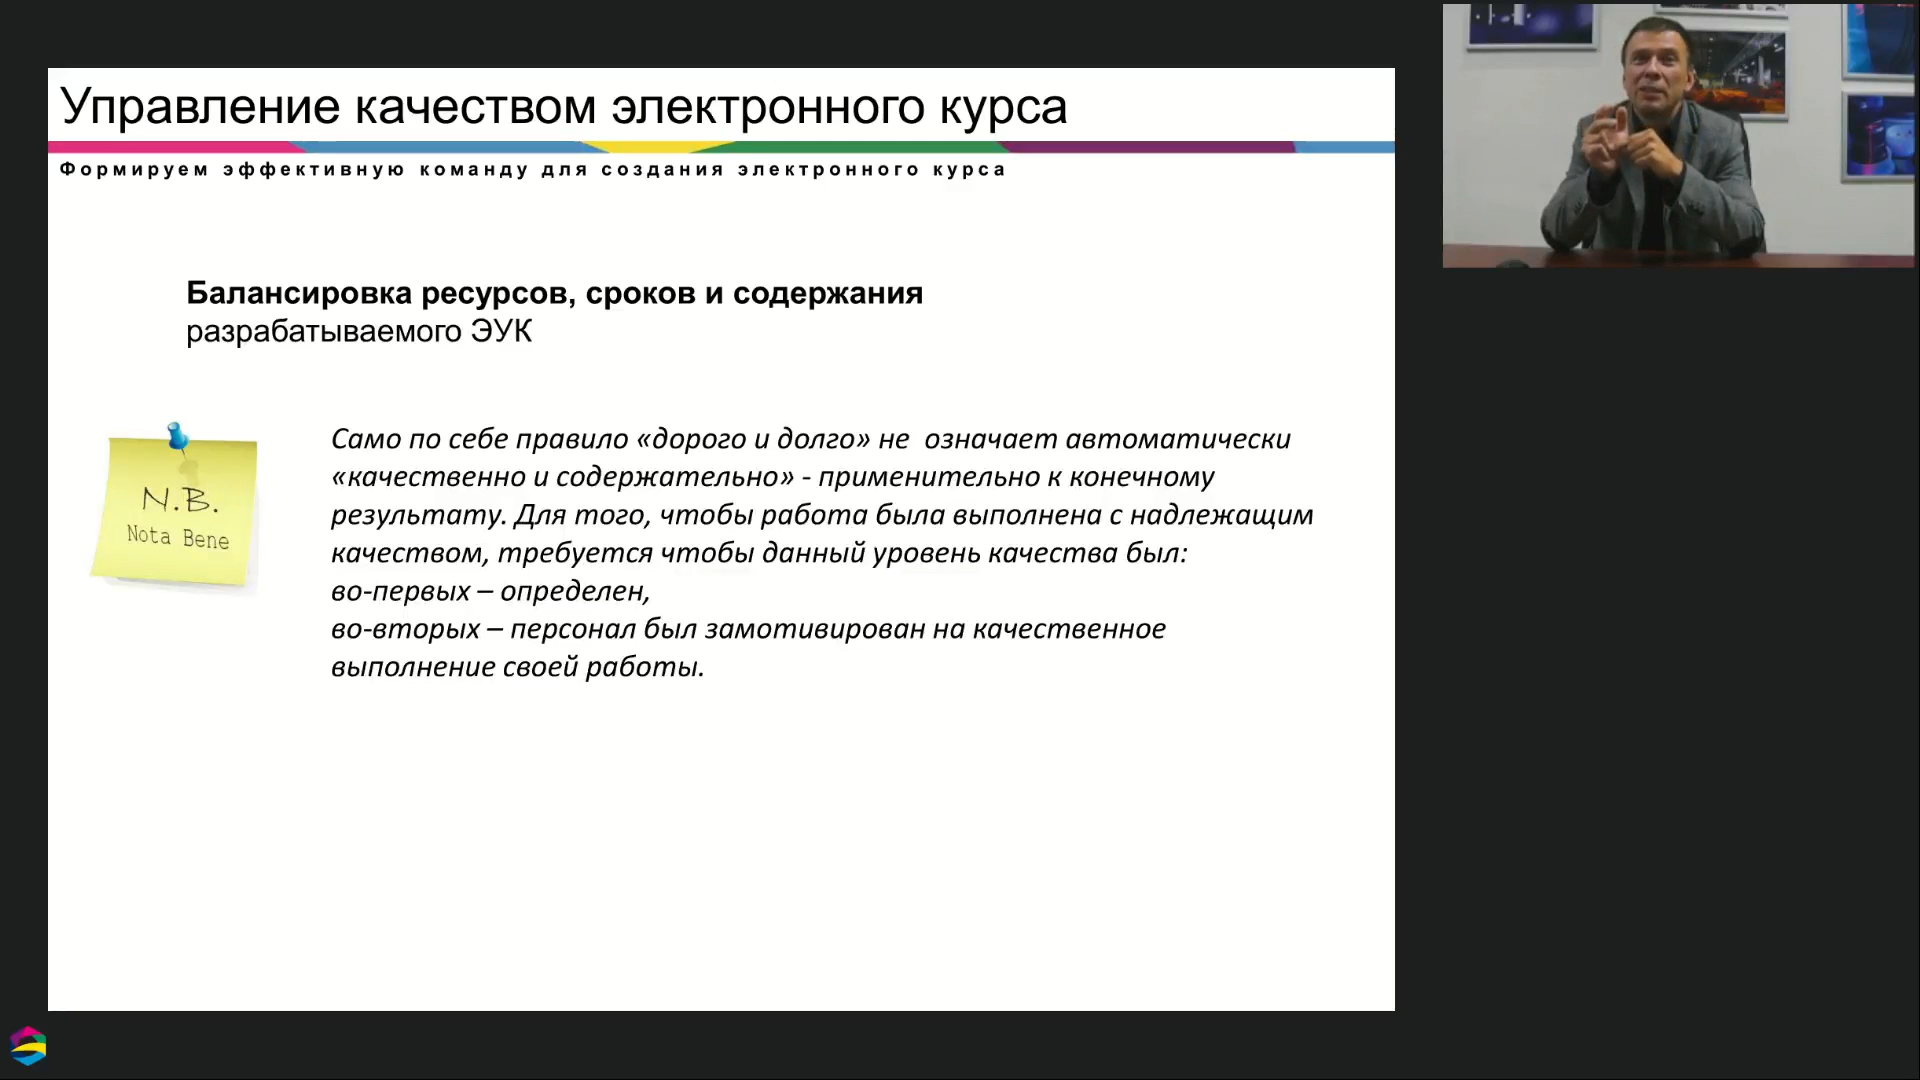 Управление качеством электронного курса
Формируем эффективную команду для создания электронного курса
Балансировка ресурсов, сроков и содержания
разрабатываемого ЭУК
N.B.
Nota Bene
Само по себе правило «дорого и долго» не означает автоматически
«качественно и содержательно» - применительно к конечному
результату. Для того, чтобы работа была выполнена с надлежащим
качеством, требуется чтобы данный уровень качества был:
во-первых – определен,
во-вторых – персонал был замотивирован на качественное
выполнение своей работы.